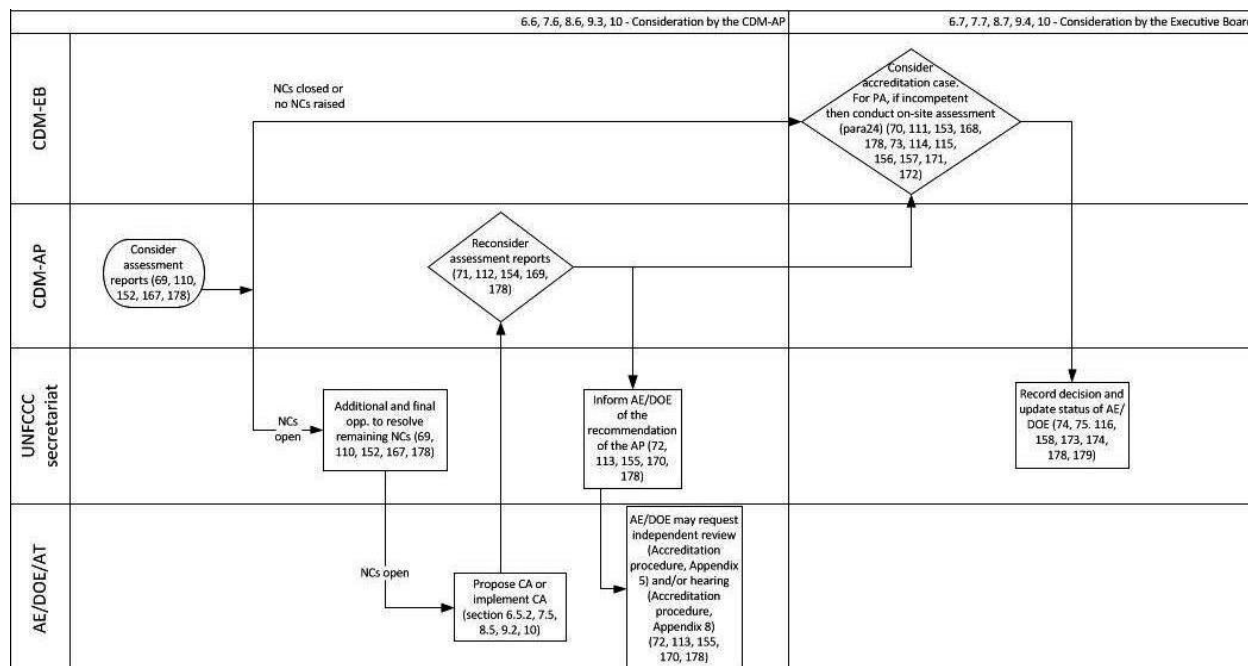 6.6, 7.6, 8.6, 9.3, 10 - Consideration by the CDM-AP
6.7, 7.7, 8.7, 9.4, 10 - Consideration by the Executive Board
CDM-EB
NCs closed or
no NCs raised
Consider
accreditation case.
For PA, if incompetent
then conduct on-site assessment
(para24) (70, 111, 153, 168,
178, 73, 114, 115,
156, 157, 171,
172)
CDM-AP
Consider
assessment
reports (69, 110,
152, 167, 178)
Reconsider
assessment reports
(71, 112, 154, 169,
178)
UNFCCC
secretariat
NCs
open
Additional and final
opp. to resolve
remaining NCs (69,
110, 152, 167, 178)
Inform AE/DOE
of the
recommendation
of the AP (72,
113, 155, 170,
178)
Record decision and
update status of AE/
DOE (74, 75. 116,
158, 173, 174,
178, 179)
AE/DOE/AT
NCs open
Propose CA or
implement CA
(section 6.5.2, 7.5,
8.5, 9.2, 10)
AE/DOE may request
independent review
(Accreditation
procedure, Appendix
5) and/or hearing
(Accreditation
procedure,
Appendix 8)
(72, 113, 155,
170, 178)